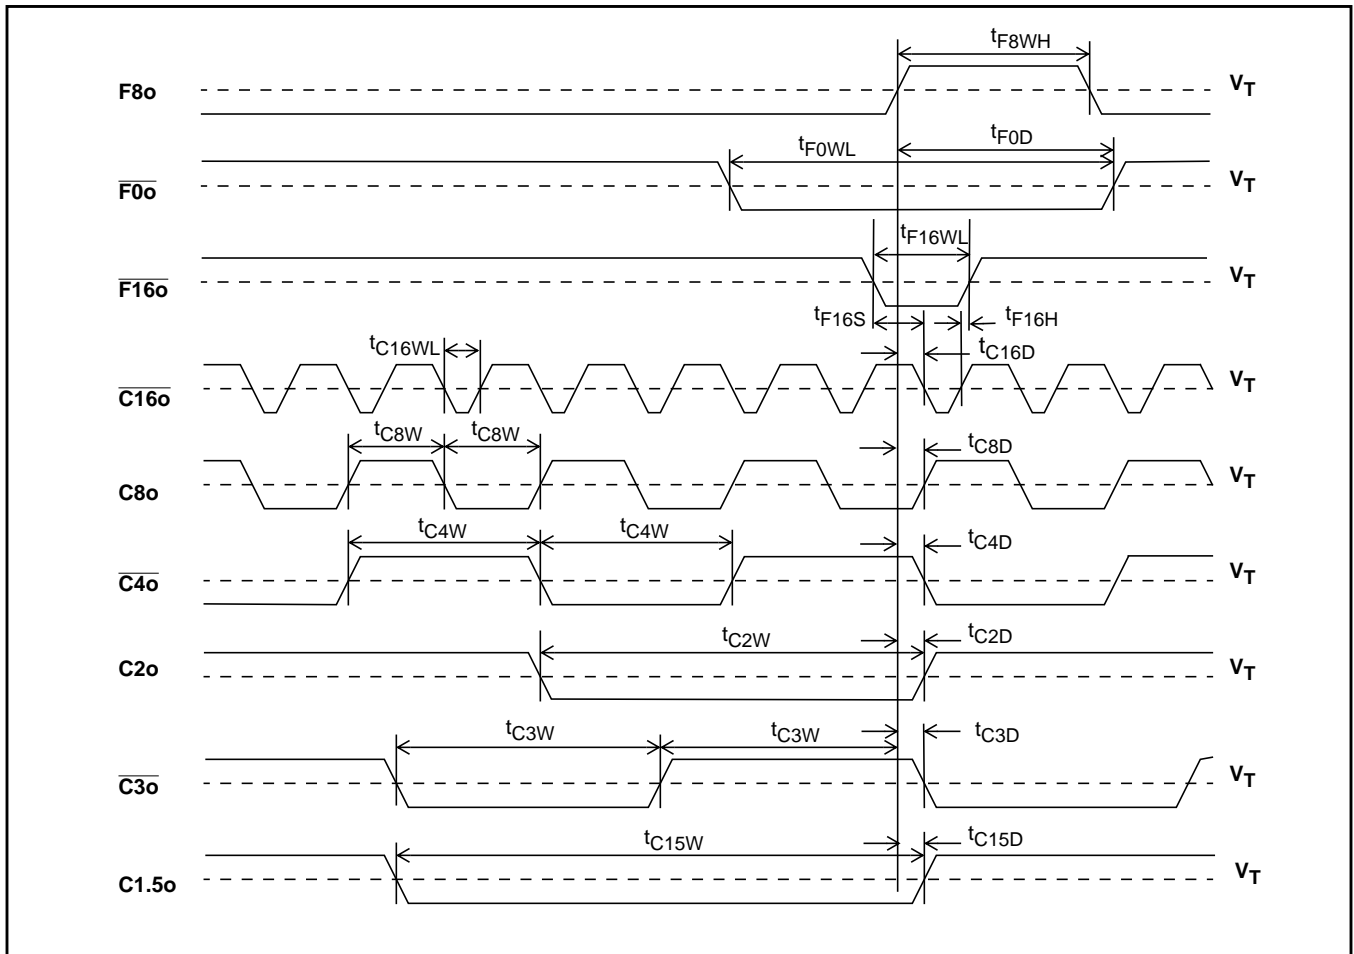 tF8WH
F8o VT
tF0WL tF0D
F0o VT
tF16WL
F16o VT
tF16S tF16H
tC16WL tC16D
C16o VT
tC8W tC8W tC8D
C8o VT
tC4W tC4W tC4D
C4o VT
tC2W tC2D
C2o VT
tC3W tC3W tC3D
C3o VT
tC15W tC15D
C1.5o VT